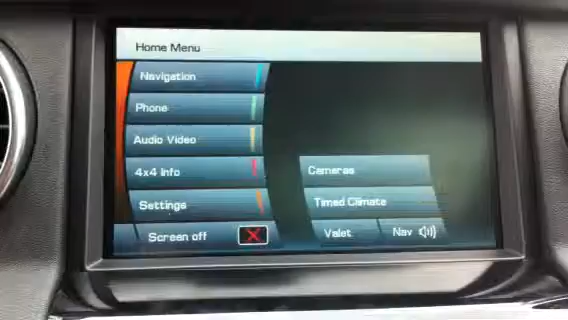 Home Menu
Navigation
Phone
Audio Video
4x4 Info
Cameras
Settings
Timed Climate
Screen off
Valet
Nav